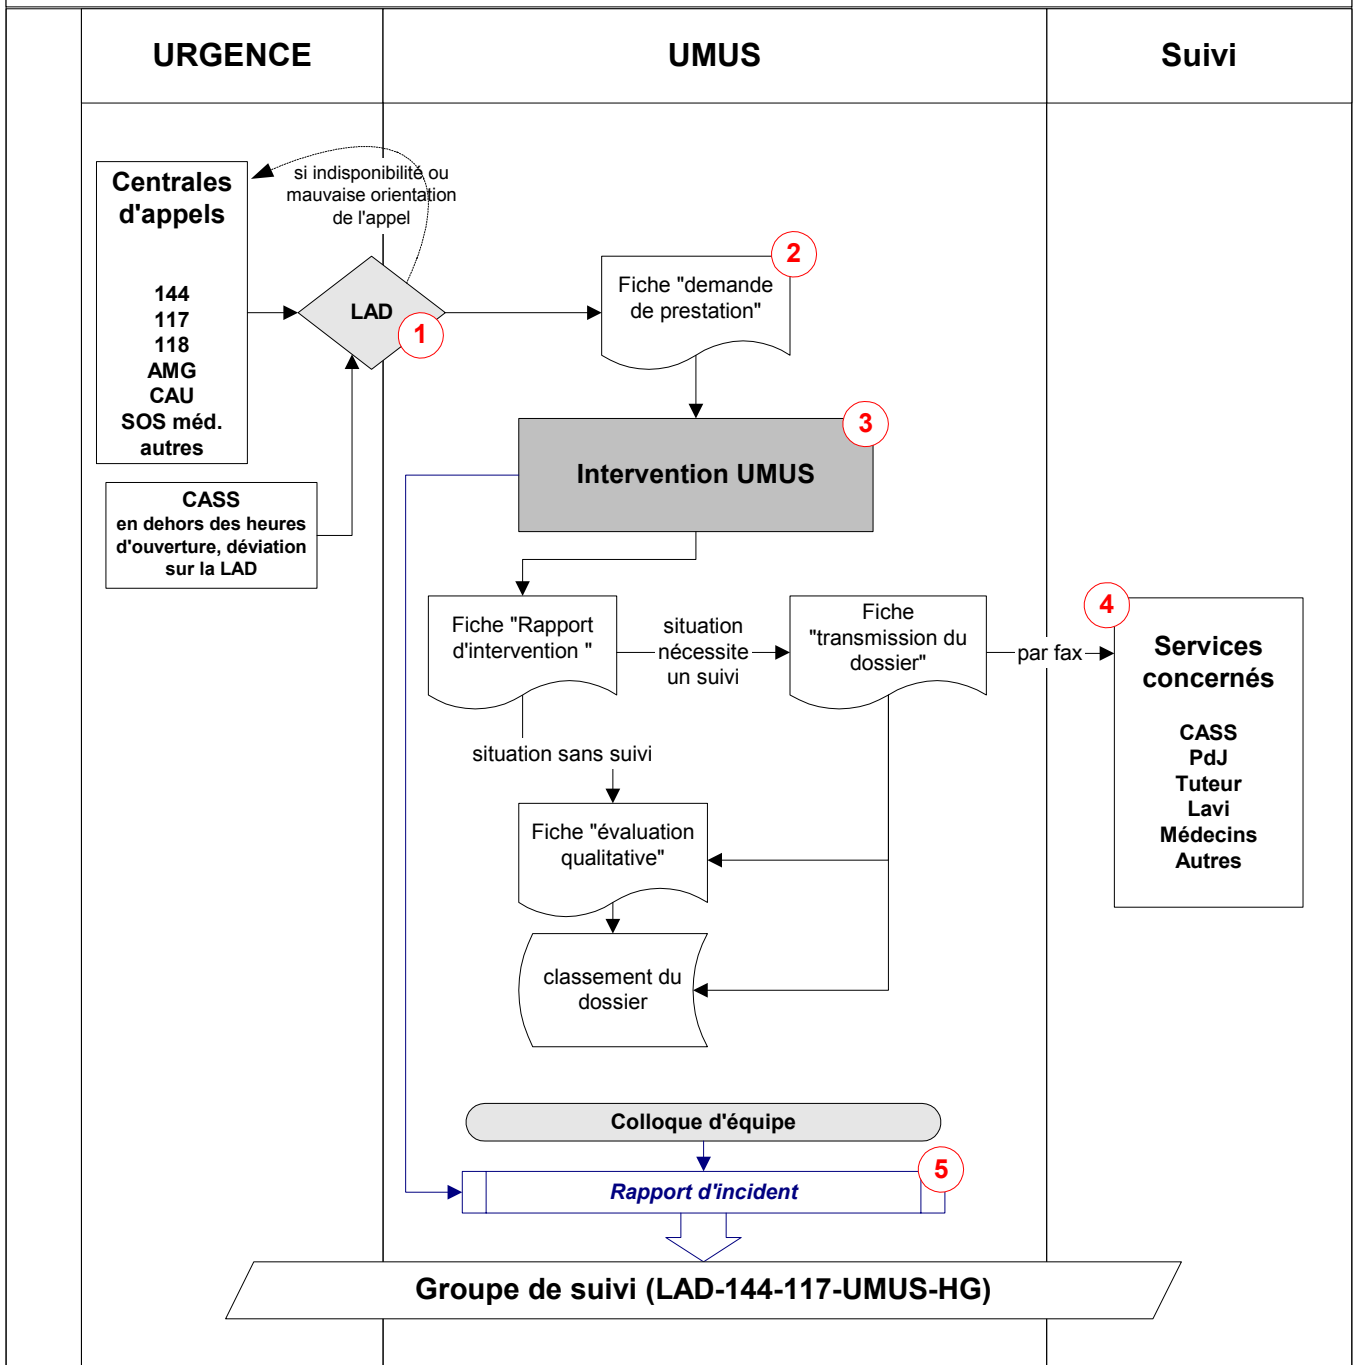 URGENCE
UMUS
Suivi
Centrales
d'appels
144
117
118
AMG
CAU
SOS méd.
autres
si indisponibilité ou
mauvaise orientation
de l'appel
LAD
1
CASS
en dehors des heures
d'ouverture, déviation
sur la LAD
2
Fiche "demande
de prestation"
3
Intervention UMUS
Fiche "Rapport
d'intervention "
situation
nécessite
un suivi
Fiche
"transmission du
dossier"
par fax
4
Services
concernés
CASS
PdJ
Tuteur
Lavi
Médecins
Autres
situation sans suivi
Fiche "évaluation
qualitative"
classement du
dossier
Colloque d'équipe
5
Rapport d'incident
Groupe de suivi (LAD-144-117-UMUS-HG)